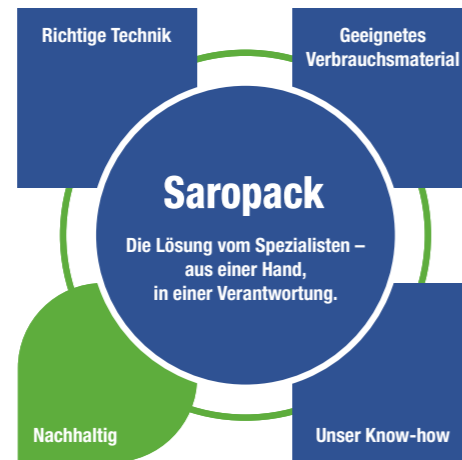 Richtige Technik
Geeignetes
Verbrauchsmaterial
Saropack
Die Lösung vom Spezialisten –
aus einer Hand,
in einer Verantwortung.
Nachhaltig
Unser Know-how